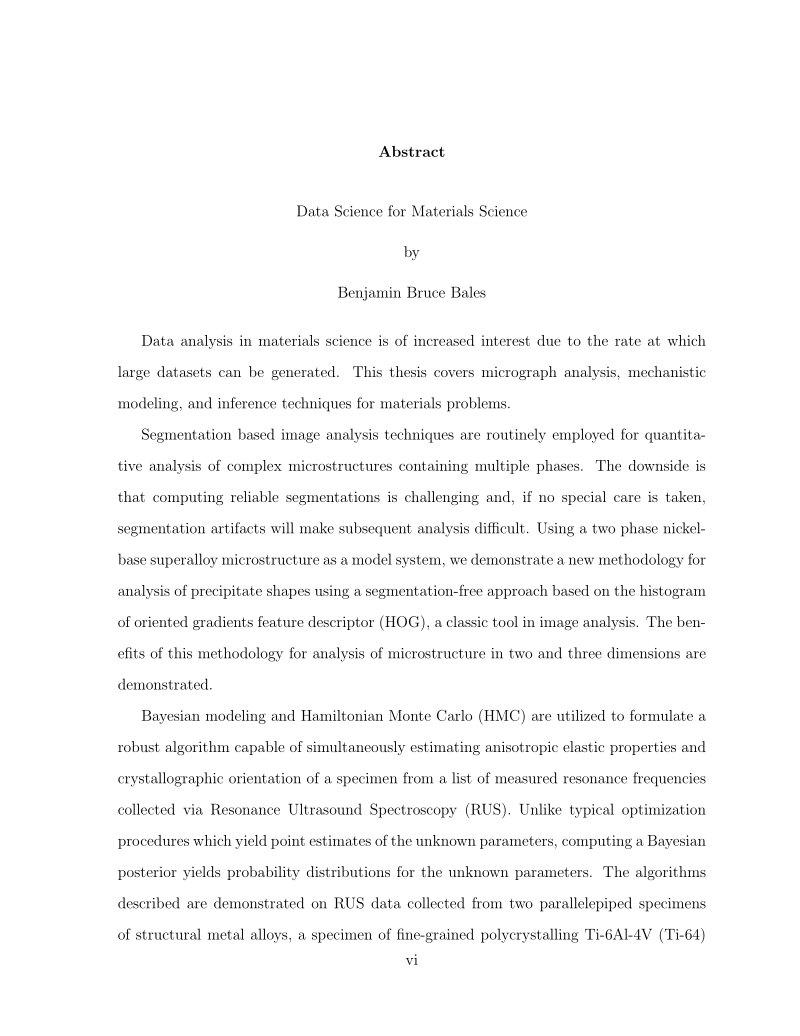 Abstract
Data Science for Materials Science
by
Benjamin Bruce Bales
Data analysis in materials science is of increased interest due to the rate at which
large datasets can be generated. This thesis covers micrograph analysis, mechanistic
modeling, and inference techniques for materials problems.
Segmentation based image analysis techniques are routinely employed for quantita-
tive analysis of complex microstructures containing multiple phases. The downside is
that computing reliable segmentations is challenging and, if no special care is taken,
segmentation artifacts will make subsequent analysis difficult. Using a two phase nickel-
base superalloy microstructure as a model system, we demonstrate a new methodology for
analysis of precipitate shapes using a segmentation-free approach based on the histogram
of oriented gradients feature descriptor (HOG), a classic tool in image analysis. The ben-
efits of this methodology for analysis of microstructure in two and three dimensions are
demonstrated.
Bayesian modeling and Hamiltonian Monte Carlo (HMC) are utilized to formulate a
robust algorithm capable of simultaneously estimating anisotropic elastic properties and
crystallographic orientation of a specimen from a list of measured resonance frequencies
collected via Resonance Ultrasound Spectroscopy (RUS). Unlike typical optimization
procedures which yield point estimates of the unknown parameters, computing a Bayesian
posterior yields probability distributions for the unknown parameters. The algorithms
described are demonstrated on RUS data collected from two parallelepiped specimens
of structural metal alloys, a specimen of fine-grained polycrystalling Ti-6Al-4V (Ti-64)
vi